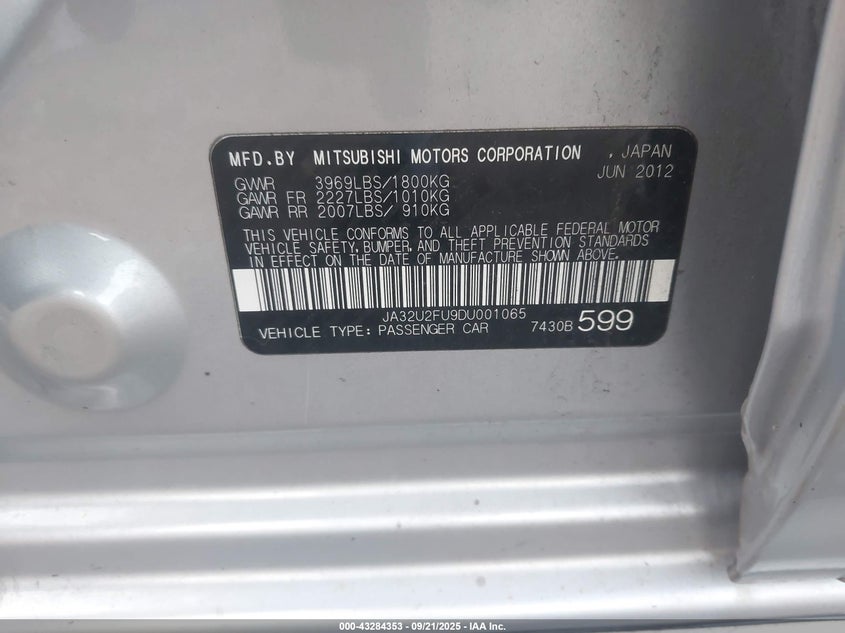 MFD.BY MITSUBISHI MOTORS CORPORATION , JAPAN
JUN 2012
GVWR 3969LBS/1800KG
GAWR FR 2227LBS/1010KG
GAWR RR 2007LBS/ 910KG
THIS VEHICLE CONFORMS TO ALL APPLICABLE FEDERAL MOTOR
VEHICLE SAFETY, BUMPER, AND THEFT PREVENTION STANDARDS
IN EFFECT ON THE DATE OF MANUFACTURE SHOWN ABOVE.
JA32U2FU9DU001065
VEHICLE TYPE: PASSENGER CAR 7430B 599
000-43284353 - 09/21/2025 - IAA Inc.